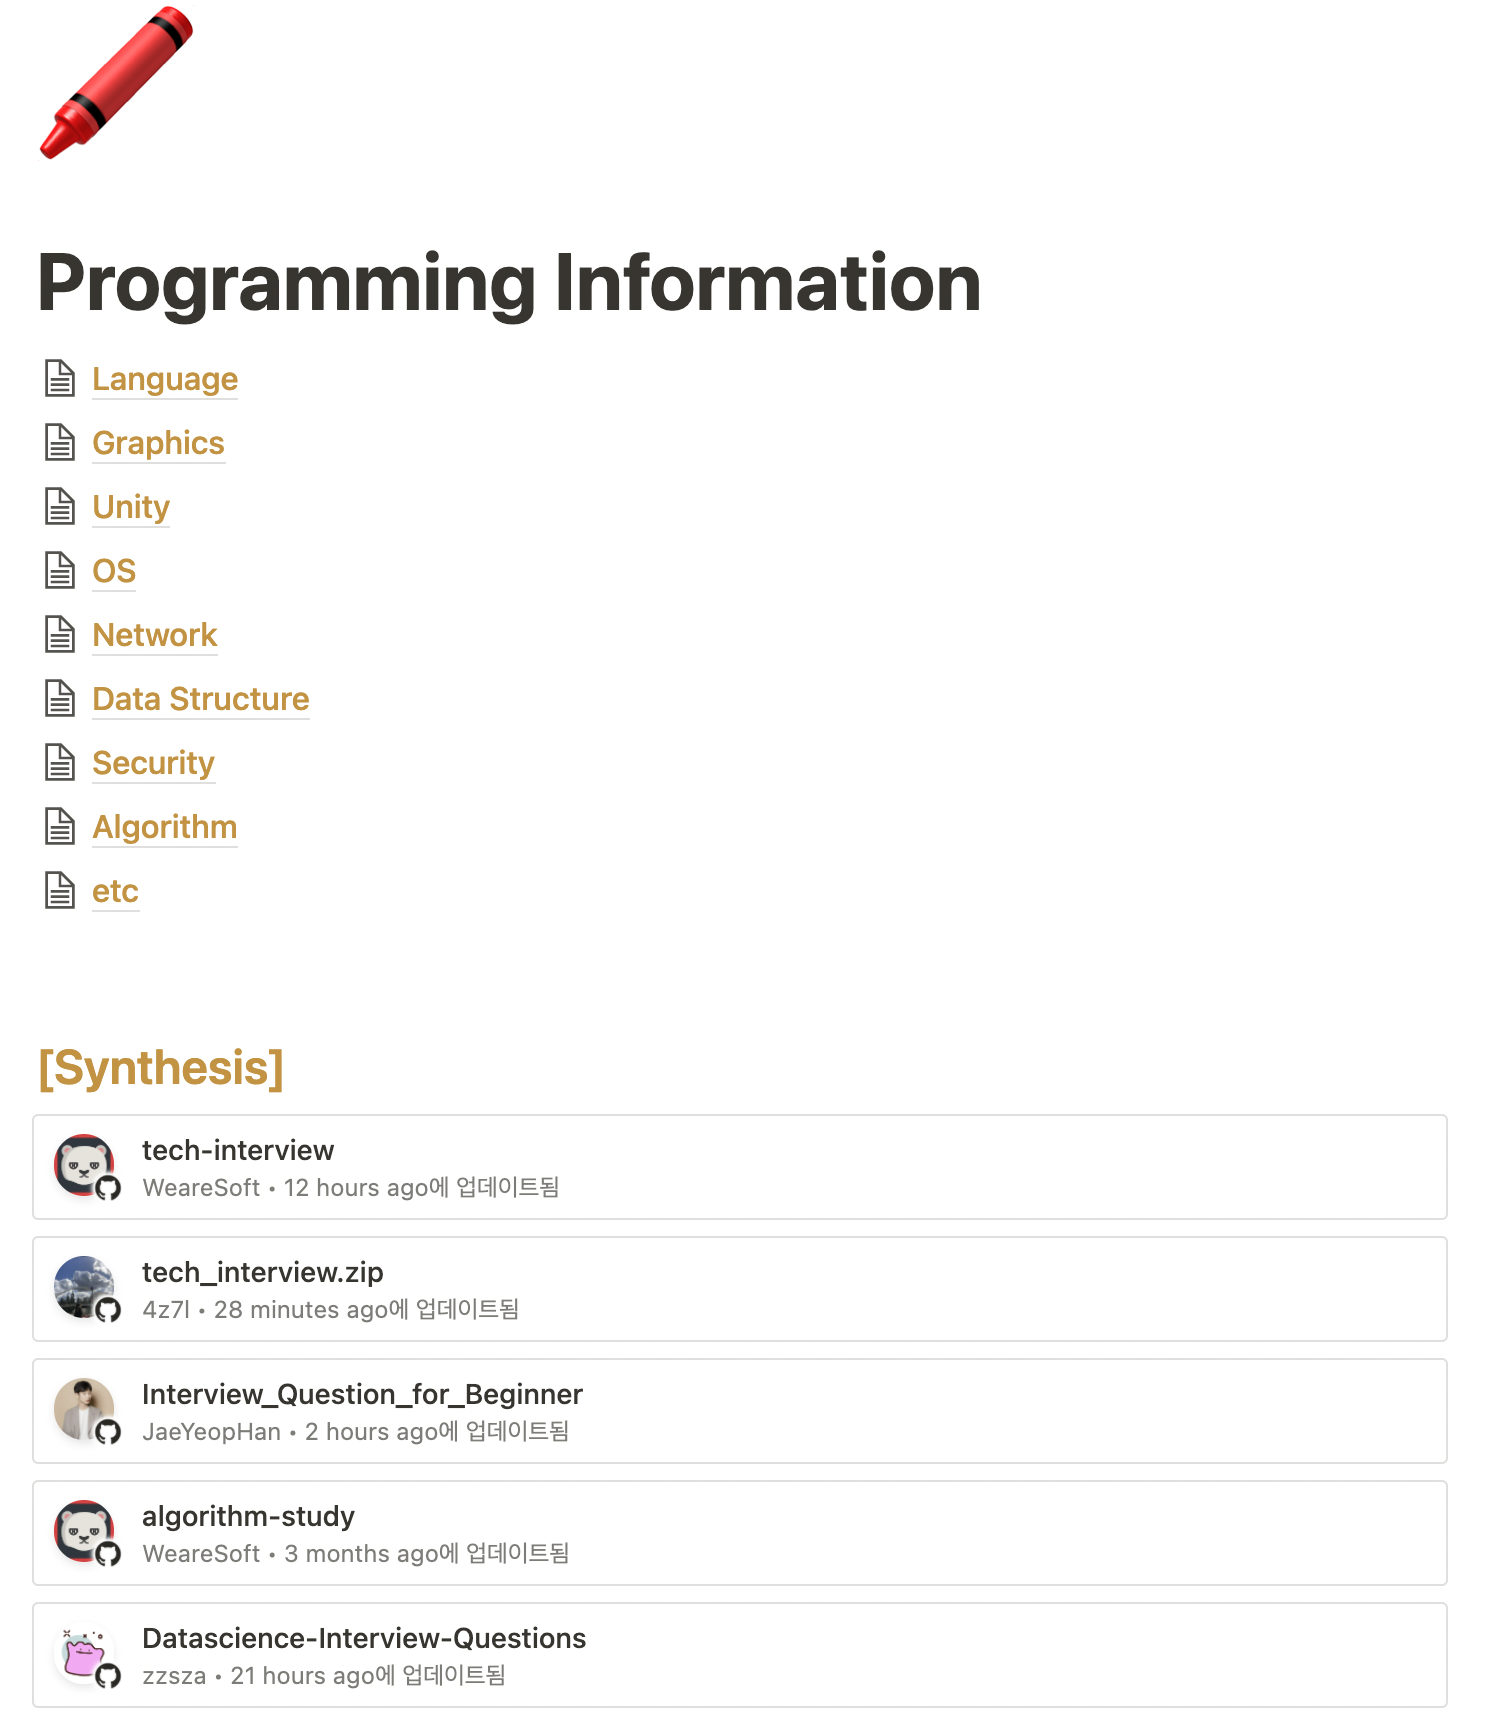 Programming Information
Language
Graphics
Unity
OS
Network
Data Structure
Security
Algorithm
etc
[Synthesis]
tech-interview
WeareSoft • 12 hours ago에 업데이트됨
tech_interview.zip
4z7l • 28 minutes ago에 업데이트됨
Interview_Question_for_Beginner
JaeYeopHan • 2 hours ago에 업데이트됨
algorithm-study
WeareSoft • 3 months ago에 업데이트됨
Datascience-Interview-Questions
zzsza • 21 hours ago에 업데이트됨